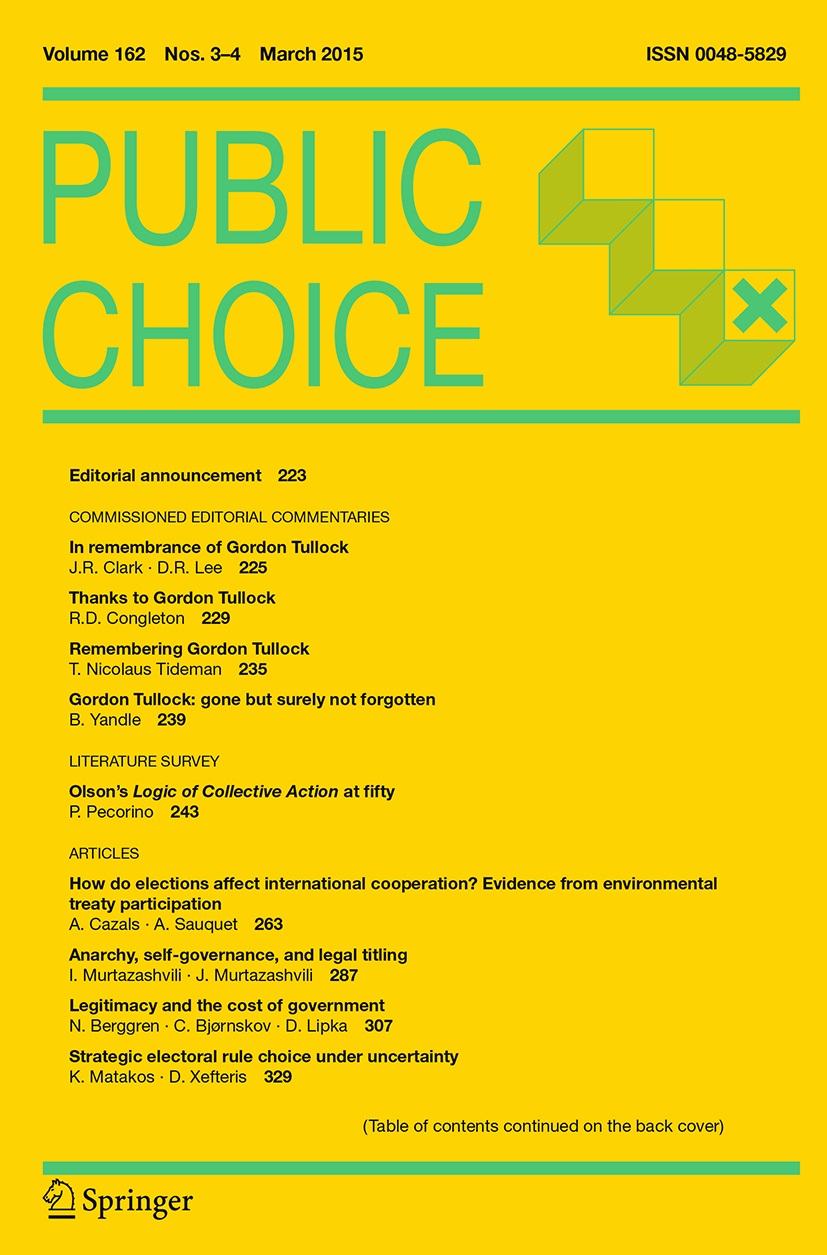 Volume 162 Nos. 3–4 March 2015 ISSN 0048-5829
PUBLIC
CHOICE
Editorial announcement 223
COMMISSIONED EDITORIAL COMMENTARIES
In remembrance of Gordon Tullock
J.R. Clark · D.R. Lee 225
Thanks to Gordon Tullock
R.D. Congleton 229
Remembering Gordon Tullock
T. Nicolaus Tideman 235
Gordon Tullock: gone but surely not forgotten
B. Yandle 239
LITERATURE SURVEY
Olson’s Logic of Collective Action at fifty
P. Pecorino 243
ARTICLES
How do elections affect international cooperation? Evidence from environmental
treaty participation
A. Cazals · A. Sauquet 263
Anarchy, self-governance, and legal titling
I. Murtazashvili · J. Murtazashvili 287
Legitimacy and the cost of government
N. Berggren · C. Bjørnskov · D. Lipka 307
Strategic electoral rule choice under uncertainty
K. Matakos · D. Xefteris 329
(Table of contents continued on the back cover)
Springer